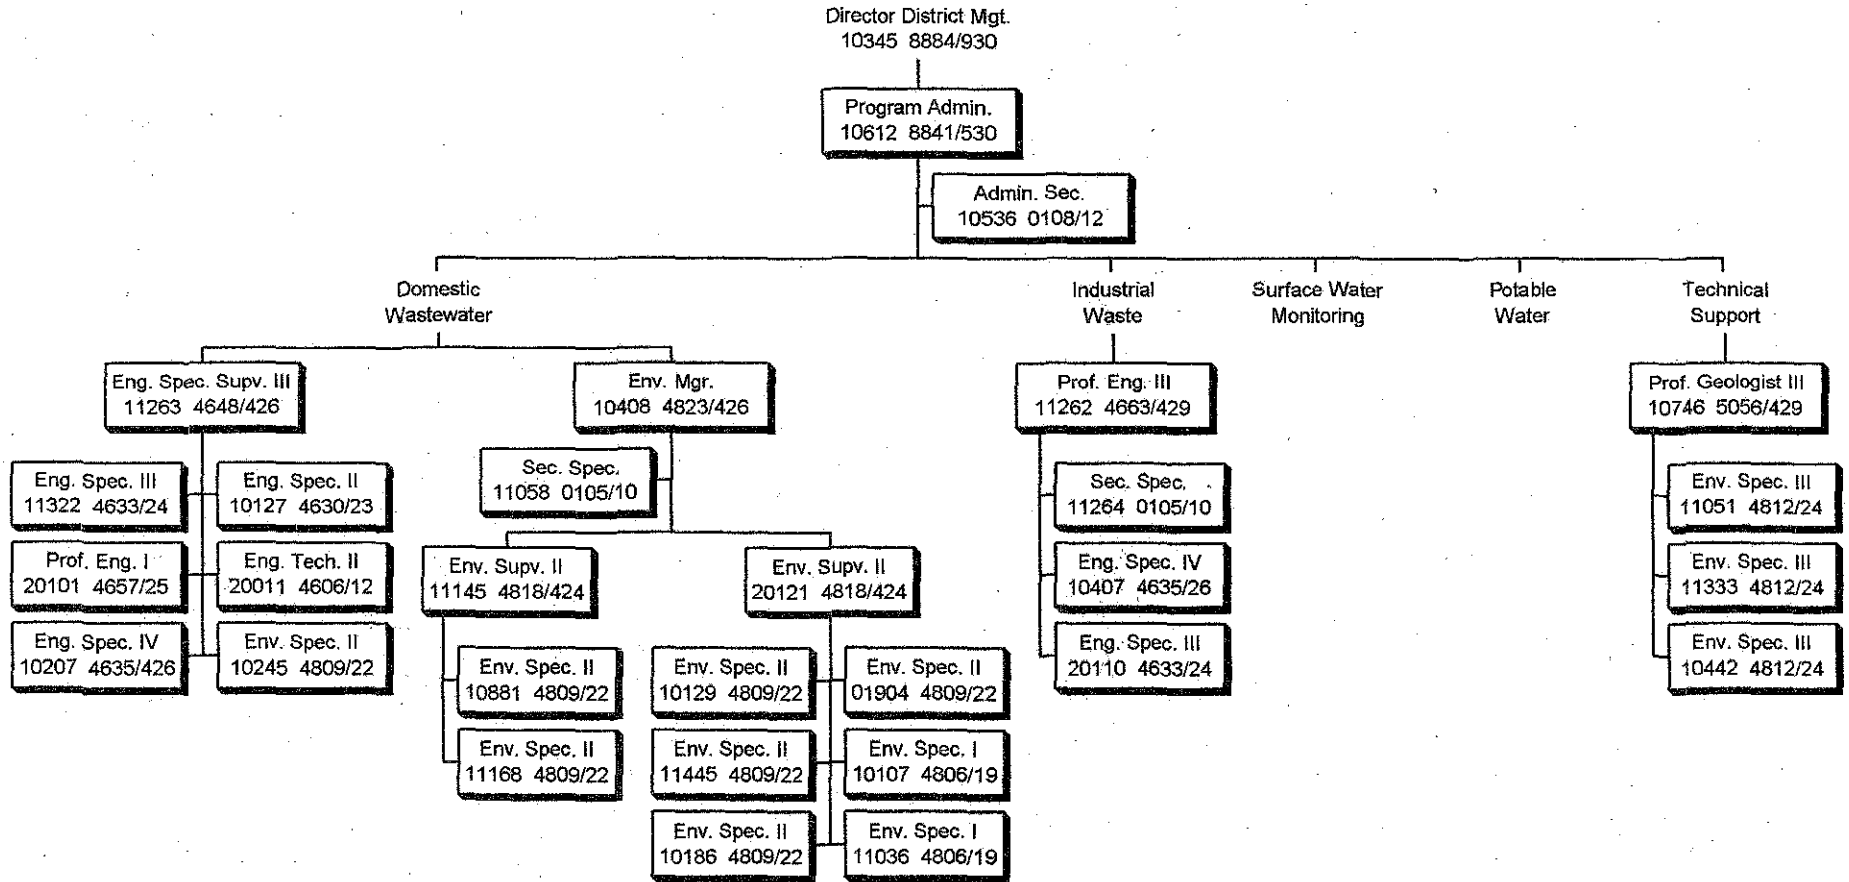 Director District Mgt.
10345 8884/930
Program Admin.
10612 8841/530
Admin. Sec.
10536 0108/12
Domestic
Wastewater
Industrial
Waste
Surface Water
Monitoring
Potable
Water
Technical
Support
Eng. Spec. Supv. III
11263 4648/426
Env. Mgr.
10408 4823/426
Prof. Eng. III
11262 4663/429
Prof. Geologist III
10746 5056/429
Eng. Spec. III
11322 4633/24
Eng. Spec. II
10127 4630/23
Prof. Eng. I
20101 4657/25
Eng. Tech. II
20011 4606/12
Eng. Spec. IV
10207 4635/426
Env. Spec. II
10245 4809/22
Sec. Spec.
11058 0105/10
Env. Supv. II
11145 4818/424
Env. Supv. II
20121 4818/424
Env. Spec. II
10881 4809/22
Env. Spec. II
11168 4809/22
Env. Spec. II
10129 4809/22
Env. Spec. II
01904 4809/22
Env. Spec. II
11445 4809/22
Env. Spec. I
10107 4806/19
Env. Spec. II
10186 4809/22
Env. Spec. I
11036 4806/19
Sec. Spec.
11264 0105/10
Eng. Spec. IV
10407 4635/26
Eng. Spec. III
20110 4633/24
Env. Spec. III
11051 4812/24
Env. Spec. III
11333 4812/24
Env. Spec. III
10442 4812/24